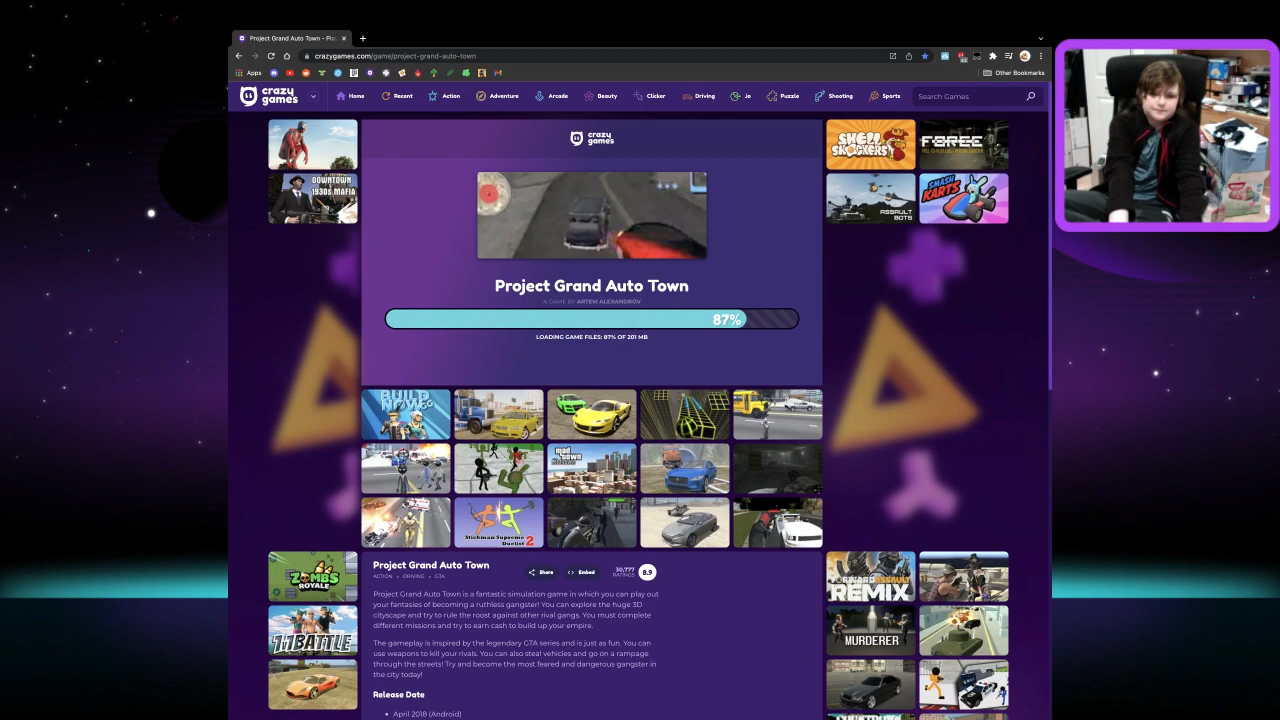 Project Grand Auto Town - Pla
crazygames.com/game/project-grand-auto-town
Apps
Other Bookmarks
crazy
games
Home
Recent
Action
Adventure
Arcade
Beauty
Clicker
Driving
.io
Puzzle
Shooting
Sports
Search Games
crazy
games
DOWNTOWN
1930s MAFIA
SHELL
SHOCKERS
ASSAULT
BOTS
SMASH
KARTS
Project Grand Auto Town
A GAME BY ARTEM ALEXANDROV
87%
LOADING GAME FILES: 87% OF 201 MB
BUILD
NOW GG
mad
town
Stickman Supreme
Duelist 2
Project Grand Auto Town
ACTION • DRIVING • GTA
Share
Embed
30,777
RATINGS
8.9
Project Grand Auto Town is a fantastic simulation game in which you can play out
your fantasies of becoming a ruthless gangster! You can explore the huge 3D
cityscape and try to rule the roost against other rival gangs. You must complete
different missions and try to earn cash to build up your empire.
The gameplay is inspired by the legendary GTA series and is just as fun. You can
use weapons to kill your rivals. You can also steal vehicles and go on a rampage
through the streets! Try and become the most feared and dangerous gangster in
the city today!
Release Date
• April 2018 (Android)
ZOMBS
ROYALE
1v1BATTLE
FORWARD ASSAULT
REMIX
MURDERER